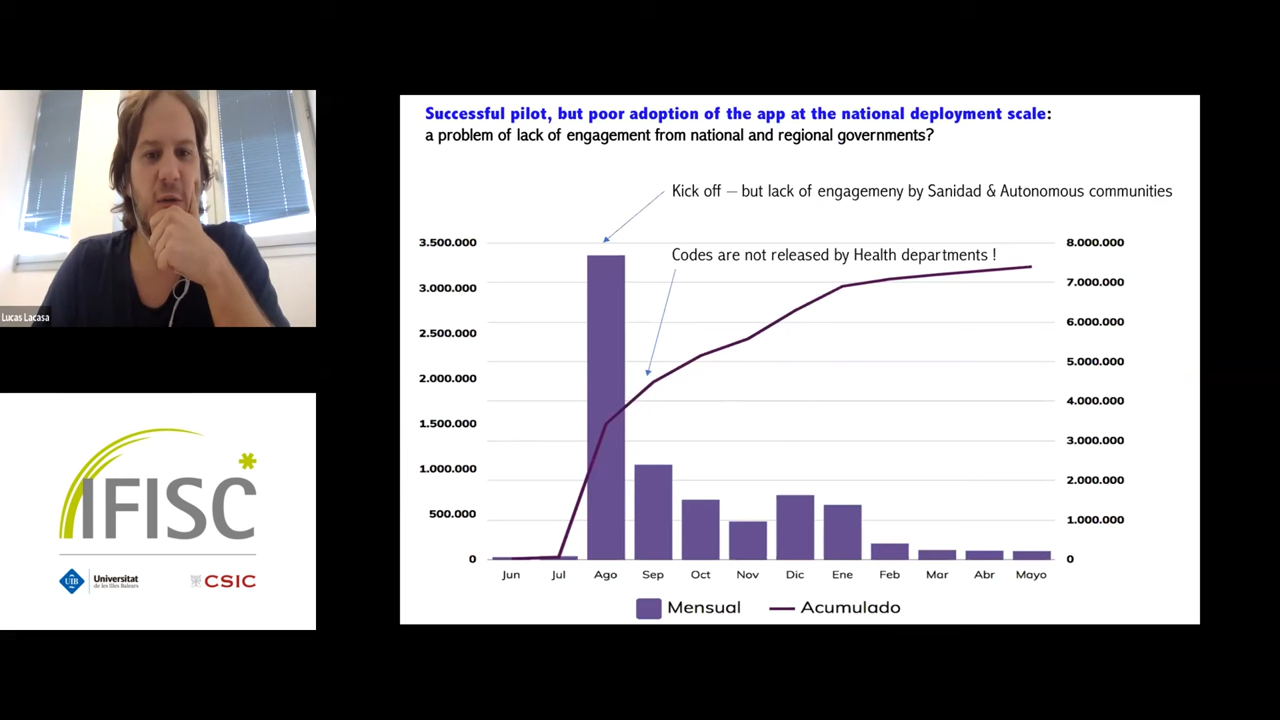 Successful pilot, but poor adoption of the app at the national deployment scale:
a problem of lack of engagement from national and regional governments?
Kick off – but lack of engagemeny by Sanidad & Autonomous communities
Codes are not released by Health departments !
3.500.000
3.000.000
2.500.000
2.000.000
1.500.000
1.000.000
500.000
0
8.000.000
7.000.000
6.000.000
5.000.000
4.000.000
3.000.000
2.000.000
1.000.000
0
Jun Jul Ago Sep Oct Nov Dic Ene Feb Mar Abr Mayo
Mensual Acumulado
Lucas Lacasa
IFISC
UIB Universitat
de les Illes Balears
CSIC